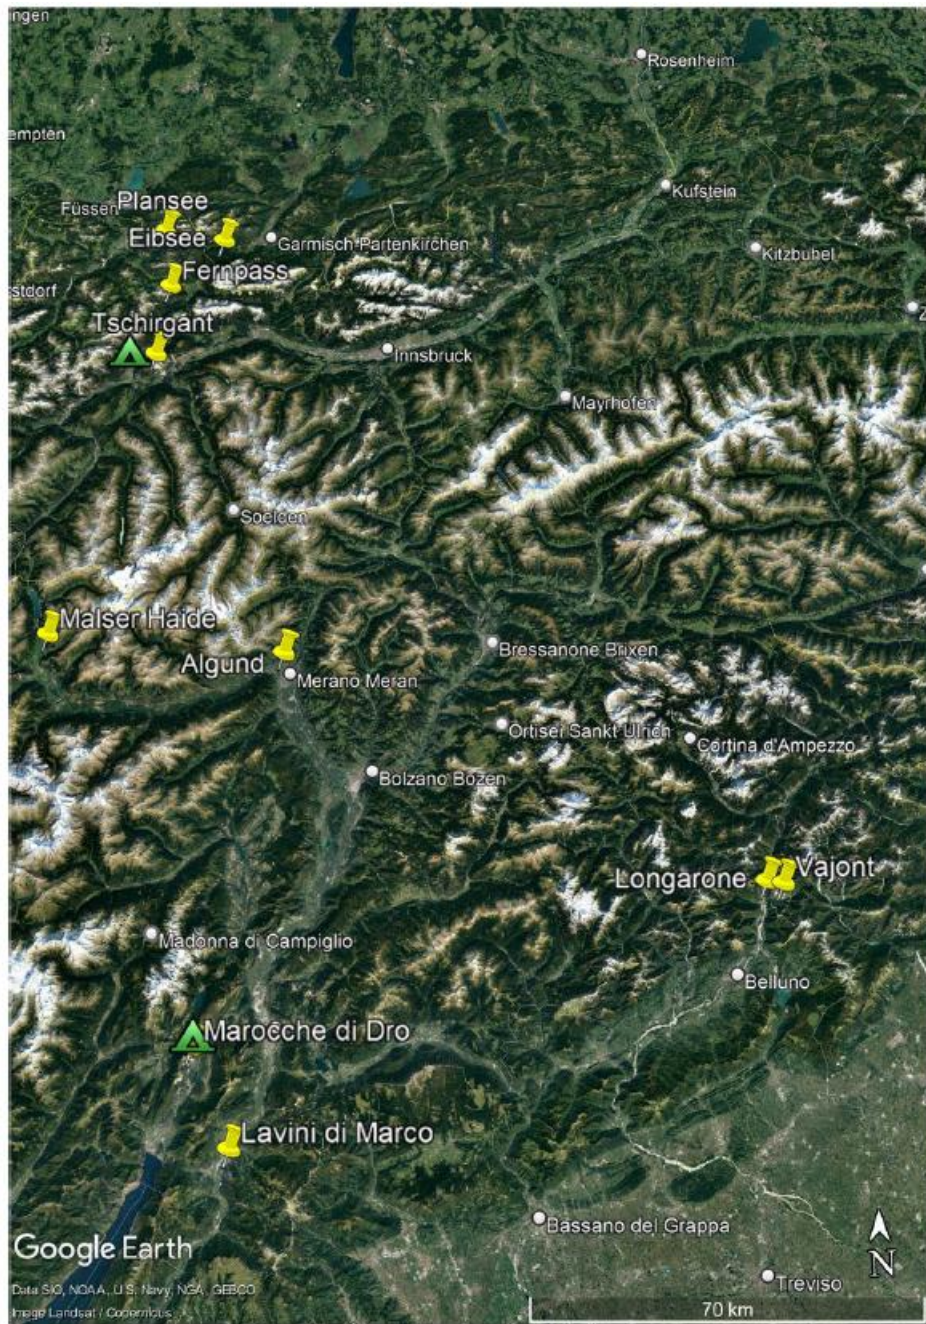 ngen
Rosenheim
empten
Kufstein
Plansee
Füssen
Eibsee
Garmisch-Partenkirchen
Kitzbuhel
Fernpass
stdorf
Z
Tschirgant
Innsbruck
Mayrhofen
Soelden
Malser Haide
Bressanone Brixen
Algund
Merano Meran
Ortisei Sankt Ulrich
Cortina d'Ampezzo
Bolzano Bozen
Longarone
Vajont
Madonna di Campiglio
Belluno
Marocche di Dro
Lavini di Marco
Bassano del Grappa
N
Google Earth
Treviso
Data SIO, NOAA, U.S. Navy, NGA, GEBCO
Image Landsat / Copernicus
70 km